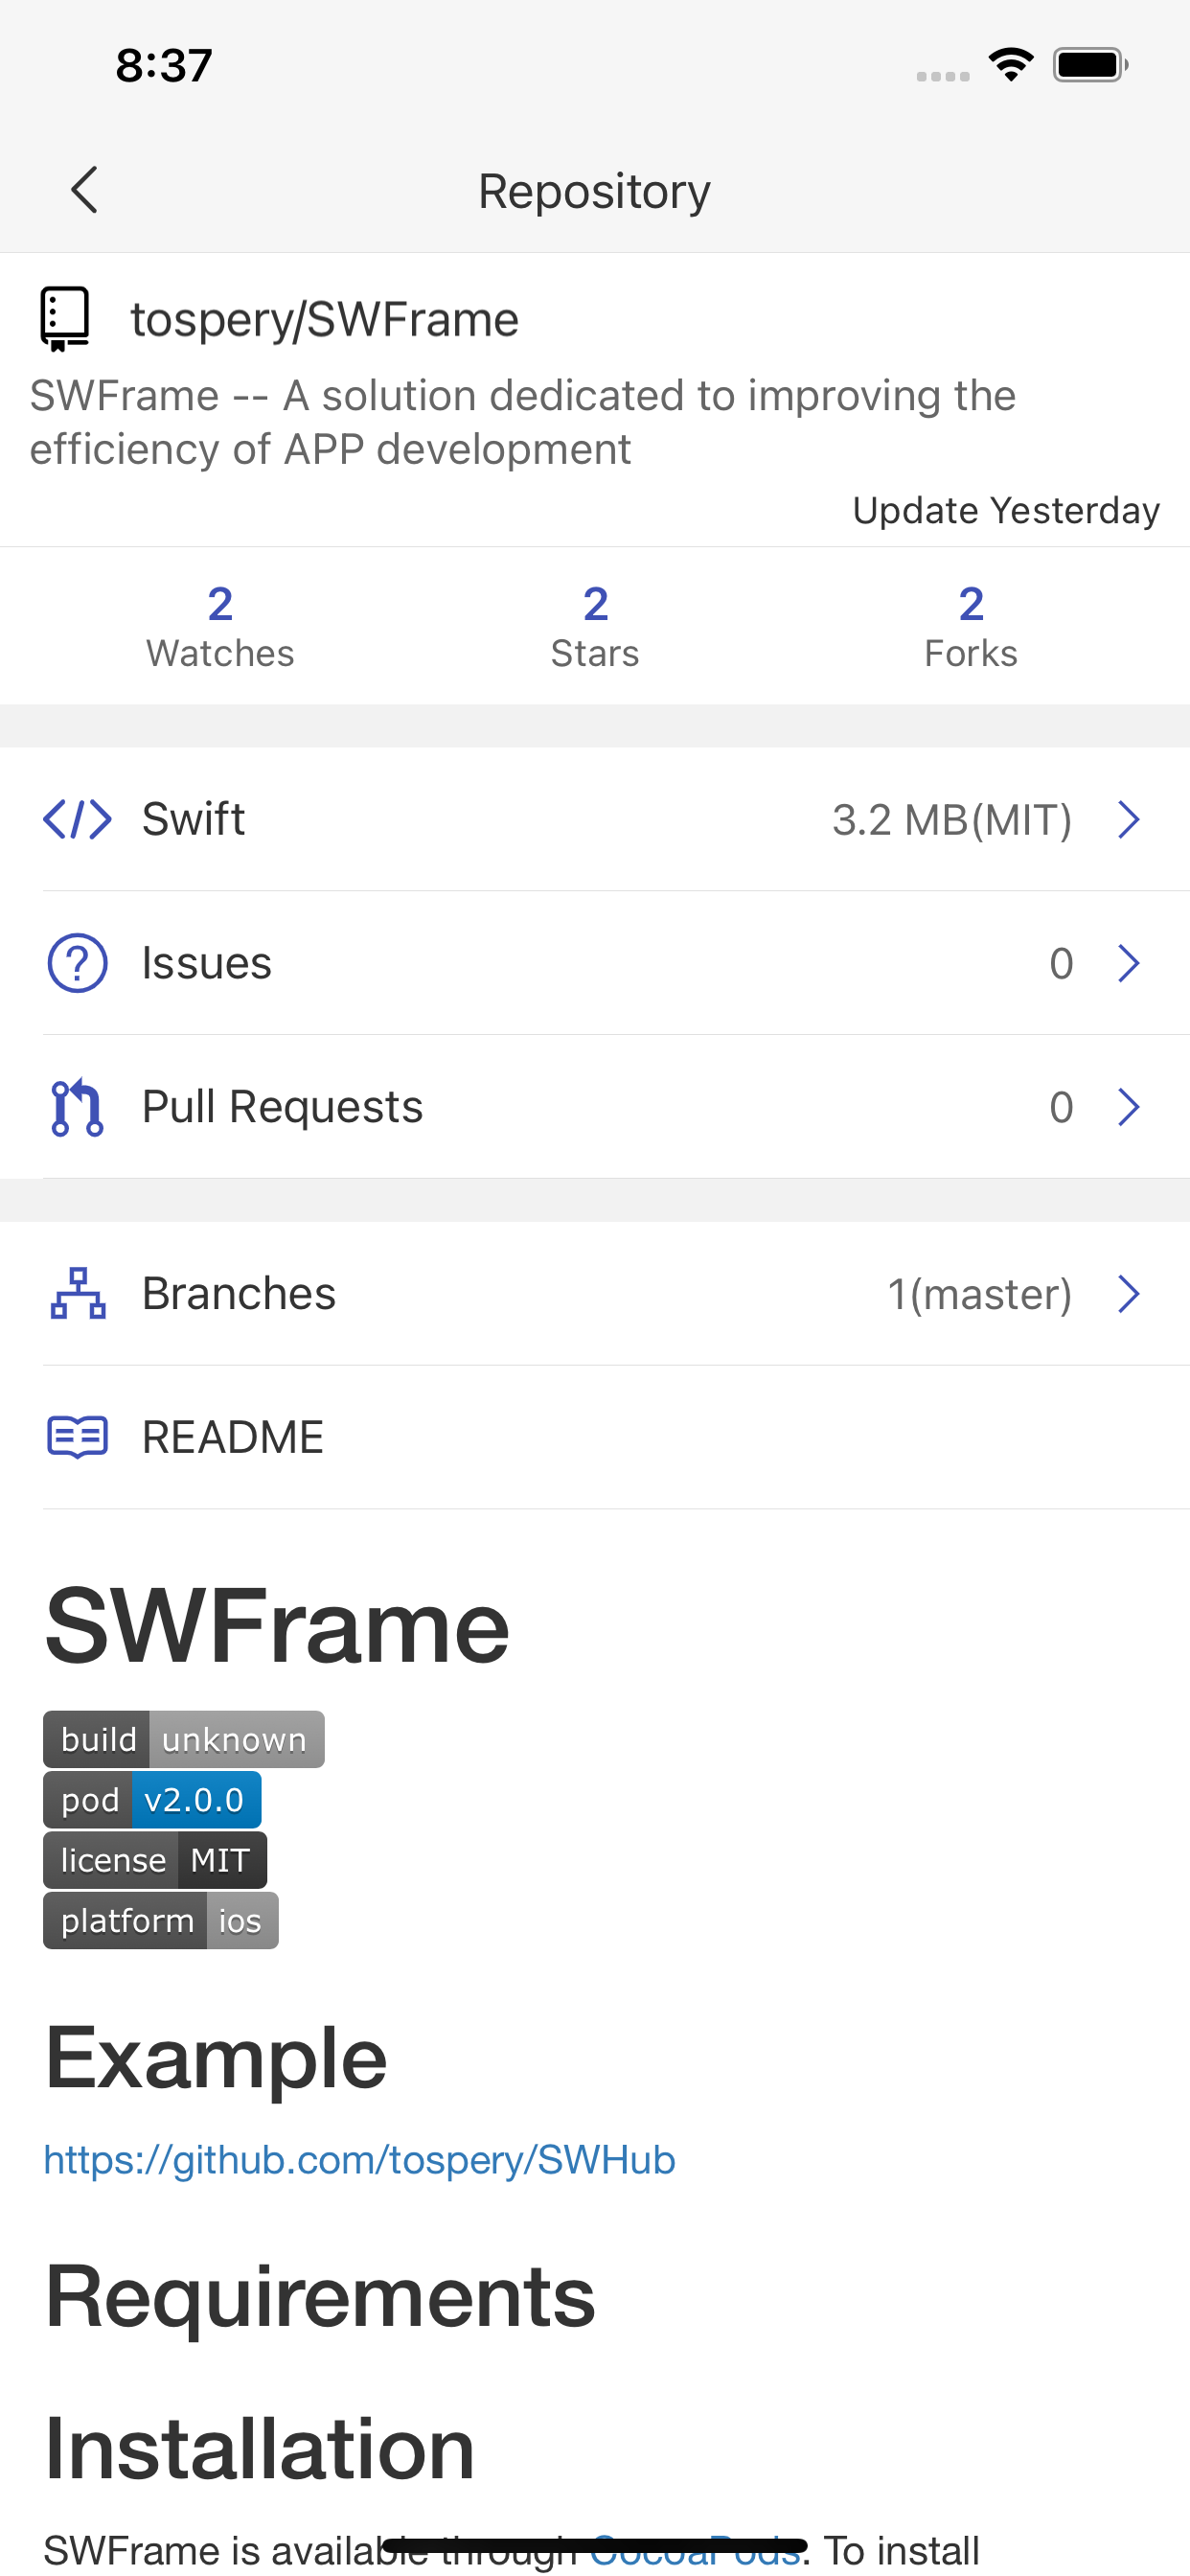 8:37
Repository
tospery/SWFrame
SWFrame -- A solution dedicated to improving the
efficiency of APP development
Update Yesterday
2 2 2
Watches Stars Forks
Swift 3.2 MB(MIT)
Issues 0
Pull Requests 0
Branches 1(master)
README
SWFrame
build unknown
pod v2.0.0
license MIT
platform ios
Example
https://github.com/tospery/SWHub
Requirements
Installation
SWFrame is available through CocoaPods. To install